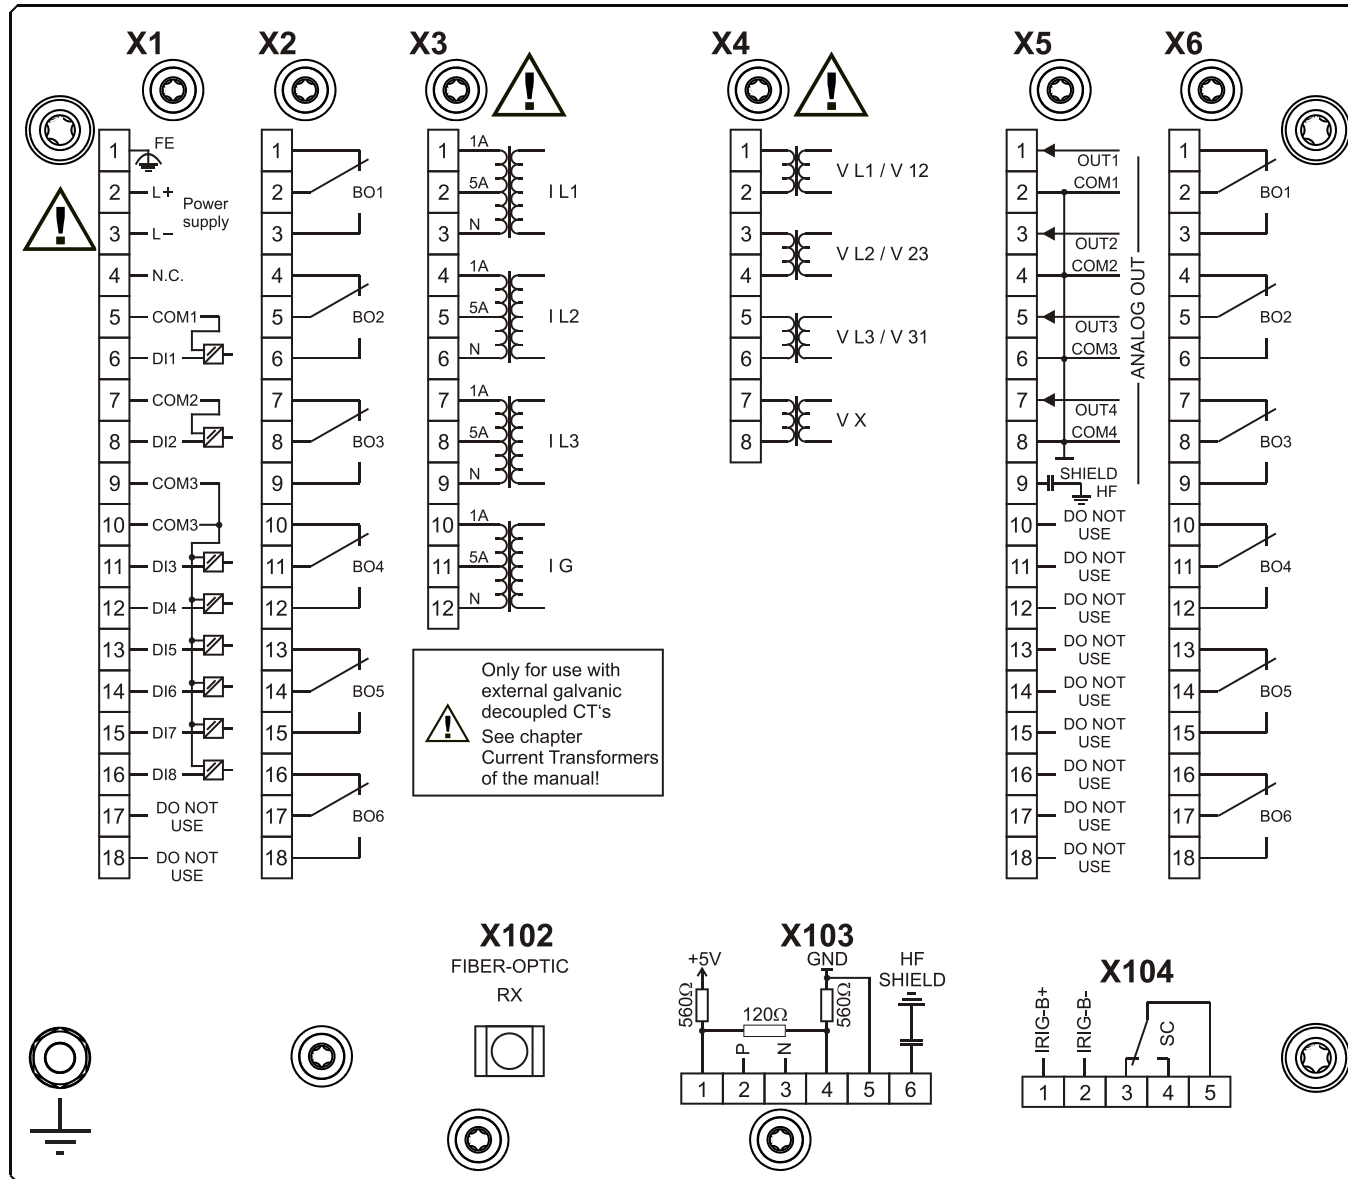 X1
X2
X3
X4
X5
X6
1
FE
2
L+
Power
supply
3
L−
4
N.C.
5
COM1
6
DI1
7
COM2
8
DI2
9
COM3
10
COM3
11
DI3
12
DI4
13
DI5
14
DI6
15
DI7
16
DI8
17
DO NOT
USE
18
DO NOT
USE
1
2
BO1
3
4
5
BO2
6
7
8
BO3
9
10
11
BO4
12
13
14
BO5
15
16
17
BO6
18
1
1A
2
5A
I L1
3
N
4
1A
5
5A
I L2
6
N
7
1A
8
5A
I L3
9
N
10
1A
11
5A
I G
12
N
Only for use with
external galvanic
decoupled CT's
See chapter
Current Transformers
of the manual!
1
V L1 / V 12
2
3
V L2 / V 23
4
5
V L3 / V 31
6
7
V X
8
1
OUT1
2
COM1
3
OUT2
4
COM2
5
OUT3
6
COM3
7
OUT4
8
COM4
9
SHIELD
HF
ANALOG OUT
10
DO NOT
USE
11
DO NOT
USE
12
DO NOT
USE
13
DO NOT
USE
14
DO NOT
USE
15
DO NOT
USE
16
DO NOT
USE
17
DO NOT
USE
18
DO NOT
USE
1
2
BO1
3
4
5
BO2
6
7
8
BO3
9
10
11
BO4
12
13
14
BO5
15
16
17
BO6
18
X102
FIBER-OPTIC
RX
X103
+5V
GND
HF
SHIELD
560Ω
120Ω
560Ω
P
N
1 2 3 4 5 6
X104
IRIG-B+
IRIG-B-
SC
1 2 3 4 5